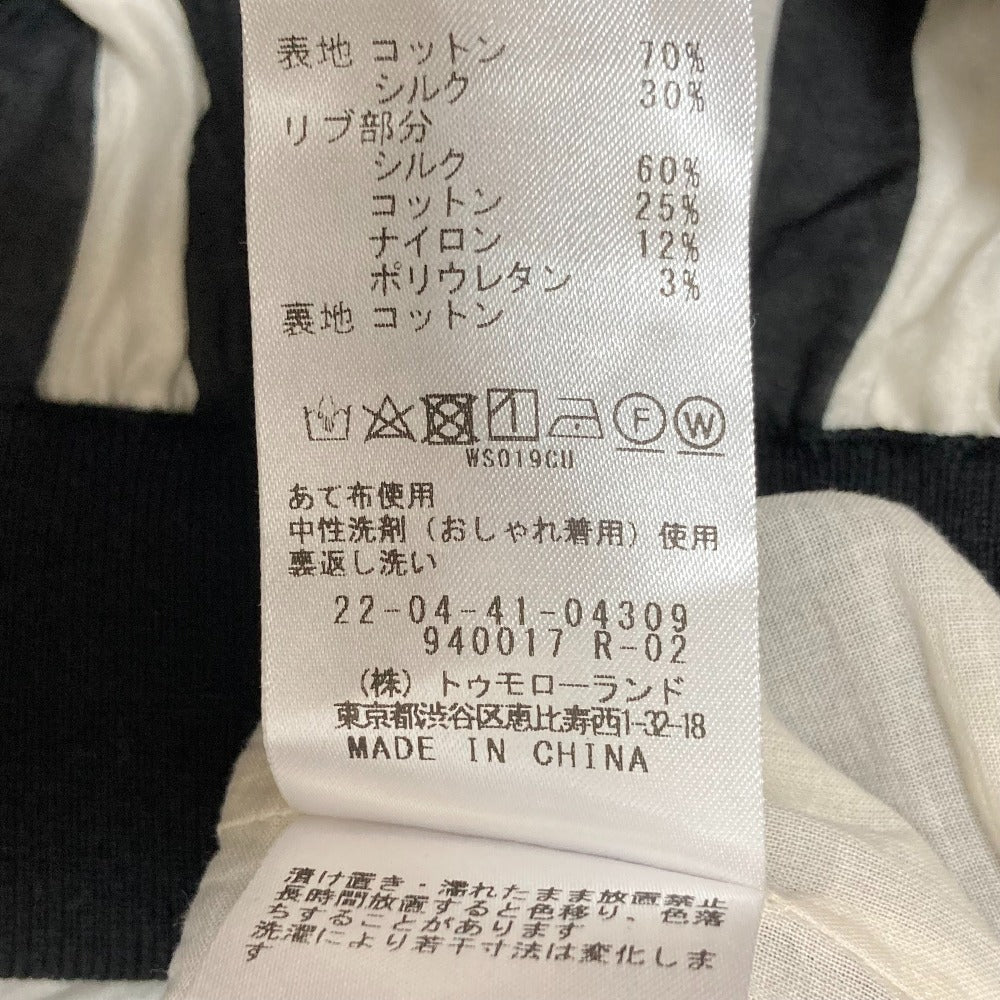 表地 コットン 70%
シルク 30%
リブ部分
シルク 60%
コットン 25%
ナイロン 12%
ポリウレタン 3%
裏地 コットン
F W
WS019CU
あて布使用
中性洗剤(おしゃれ着用)使用
裏返し洗い
22-04-41-04309
940017 R-02
(株)トゥモローランド
東京都渋谷区恵比寿西1-32-18
MADE IN CHINA
漬け置き・濡れたまま放置禁止
長時間放置すると色移り、色落
ちすることがあります
洗濯により若干寸法は変化しま
す